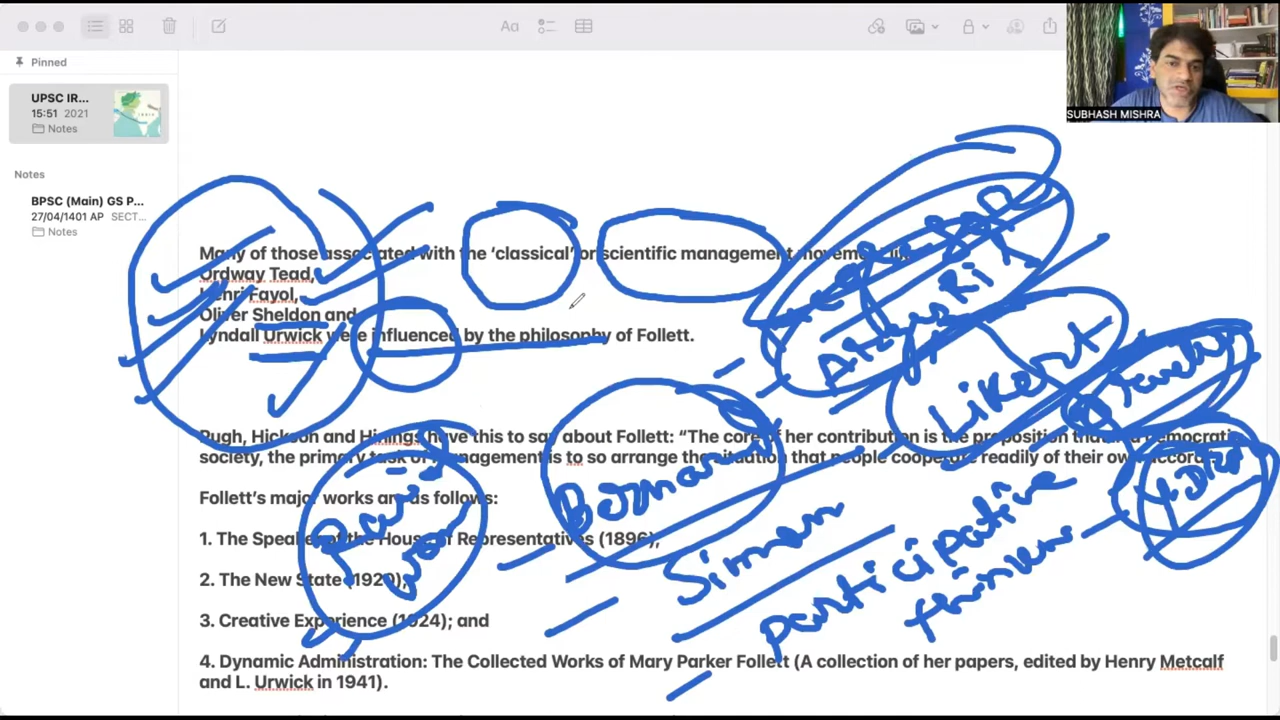 Aa
Pinned
UPSC IR...
15:51 2021
Notes
Notes
BPSC (Main) GS P...
27/04/1401 AP SECT...
Notes
SUBHASH MISHRA
Many of those associated with the ‘classical’ or scientific management movement, like
Ordway Tead,
Henri Fayol,
Oliver Sheldon and
Lyndall Urwick were influenced by the philosophy of Follett.
Argyris
Likert
Pugh, Hickson and Hinings have this to say about Follett: “The core of her contribution is the proposition that in a democratic
society, the primary task of management is to so arrange the situation that people cooperate readily of their own accord
Bernard
Simon
participative
thinkers
Follett’s major works are as follows:
1. The Speaker of the House of Representatives (1896);
2. The New State (1920);
3. Creative Experience (1924); and
4. Dynamic Administration: The Collected Works of Mary Parker Follett (A collection of her papers, edited by Henry Metcalf
and L. Urwick in 1941).